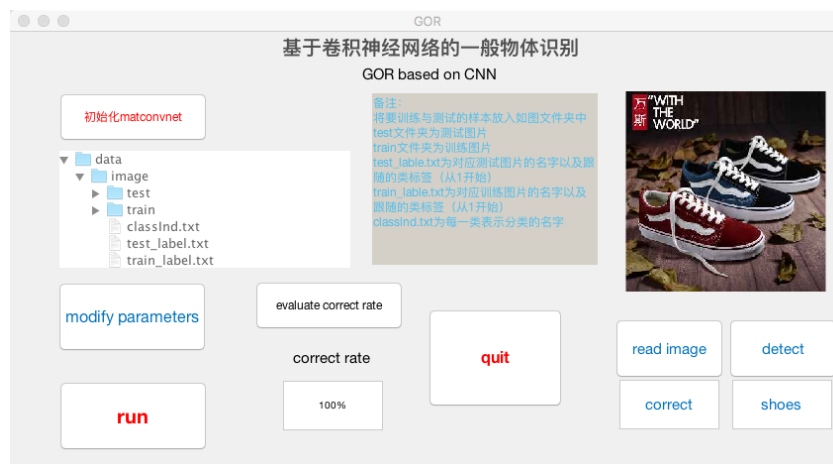 GOR
基于卷积神经网络的一般物体识别
GOR based on CNN
初始化matconvnet
data
image
test
train
classInd.txt
test_label.txt
train_label.txt
备注：
将要训练与测试的样本放入如图文件夹中
test文件夹为测试图片
train文件夹为训练图片
test_lable.txt为对应测试图片的名字以及跟
随的类标签（从1开始）
train_lable.txt为对应训练图片的名字以及
跟随的类标签（从1开始）
classInd.txt为每一类表示分类的名字
万
斯
"WITH
THE
WORLD"
modify parameters
evaluate correct rate
correct rate
100%
run
quit
read image
detect
correct
shoes